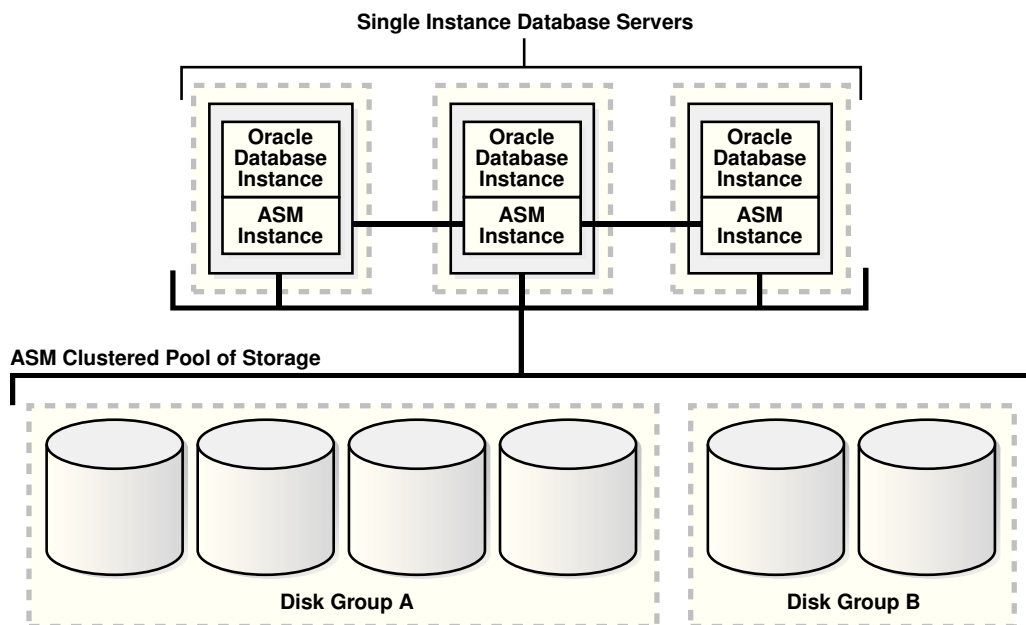 Single Instance Database Servers
Oracle
Database
Instance
ASM
Instance
Oracle
Database
Instance
ASM
Instance
Oracle
Database
Instance
ASM
Instance
ASM Clustered Pool of Storage
Disk Group A
Disk Group B